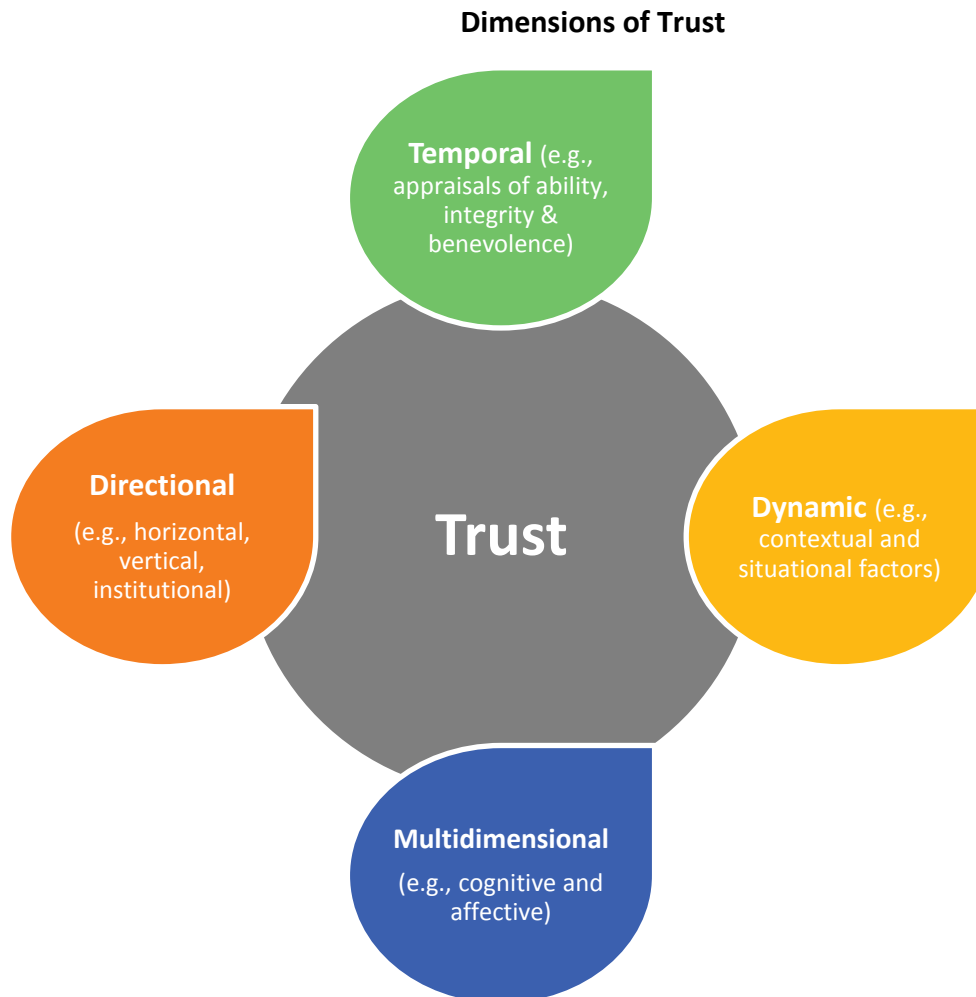 Dimensions of Trust
Temporal (e.g.,
appraisals of ability,
integrity &
benevolence)
Directional
(e.g., horizontal,
vertical,
institutional)
Trust
Dynamic (e.g.,
contextual and
situational factors)
Multidimensional
(e.g., cognitive and
affective)